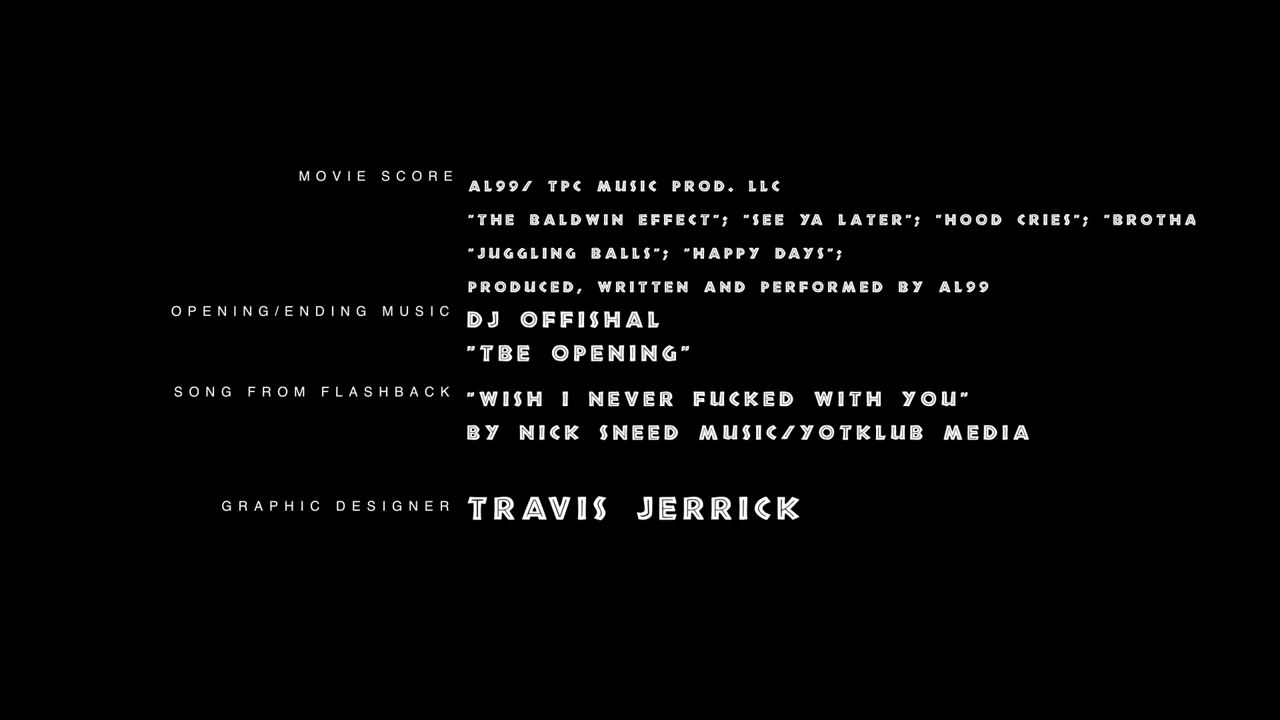 MOVIE SCORE AL99/ TPC MUSIC PROD. LLC
"THE BALDWIN EFFECT"; "SEE YA LATER"; "HOOD CRIES"; "BROTHA
"JUGGLING BALLS"; "HAPPY DAYS";
PRODUCED, WRITTEN AND PERFORMED BY AL99
OPENING/ENDING MUSIC DJ OFFISHAL
"TBE OPENING"
SONG FROM FLASHBACK "WISH I NEVER FUCKED WITH YOU"
BY NICK SNEED MUSIC/YOTKLUB MEDIA
GRAPHIC DESIGNER TRAVIS JERRICK